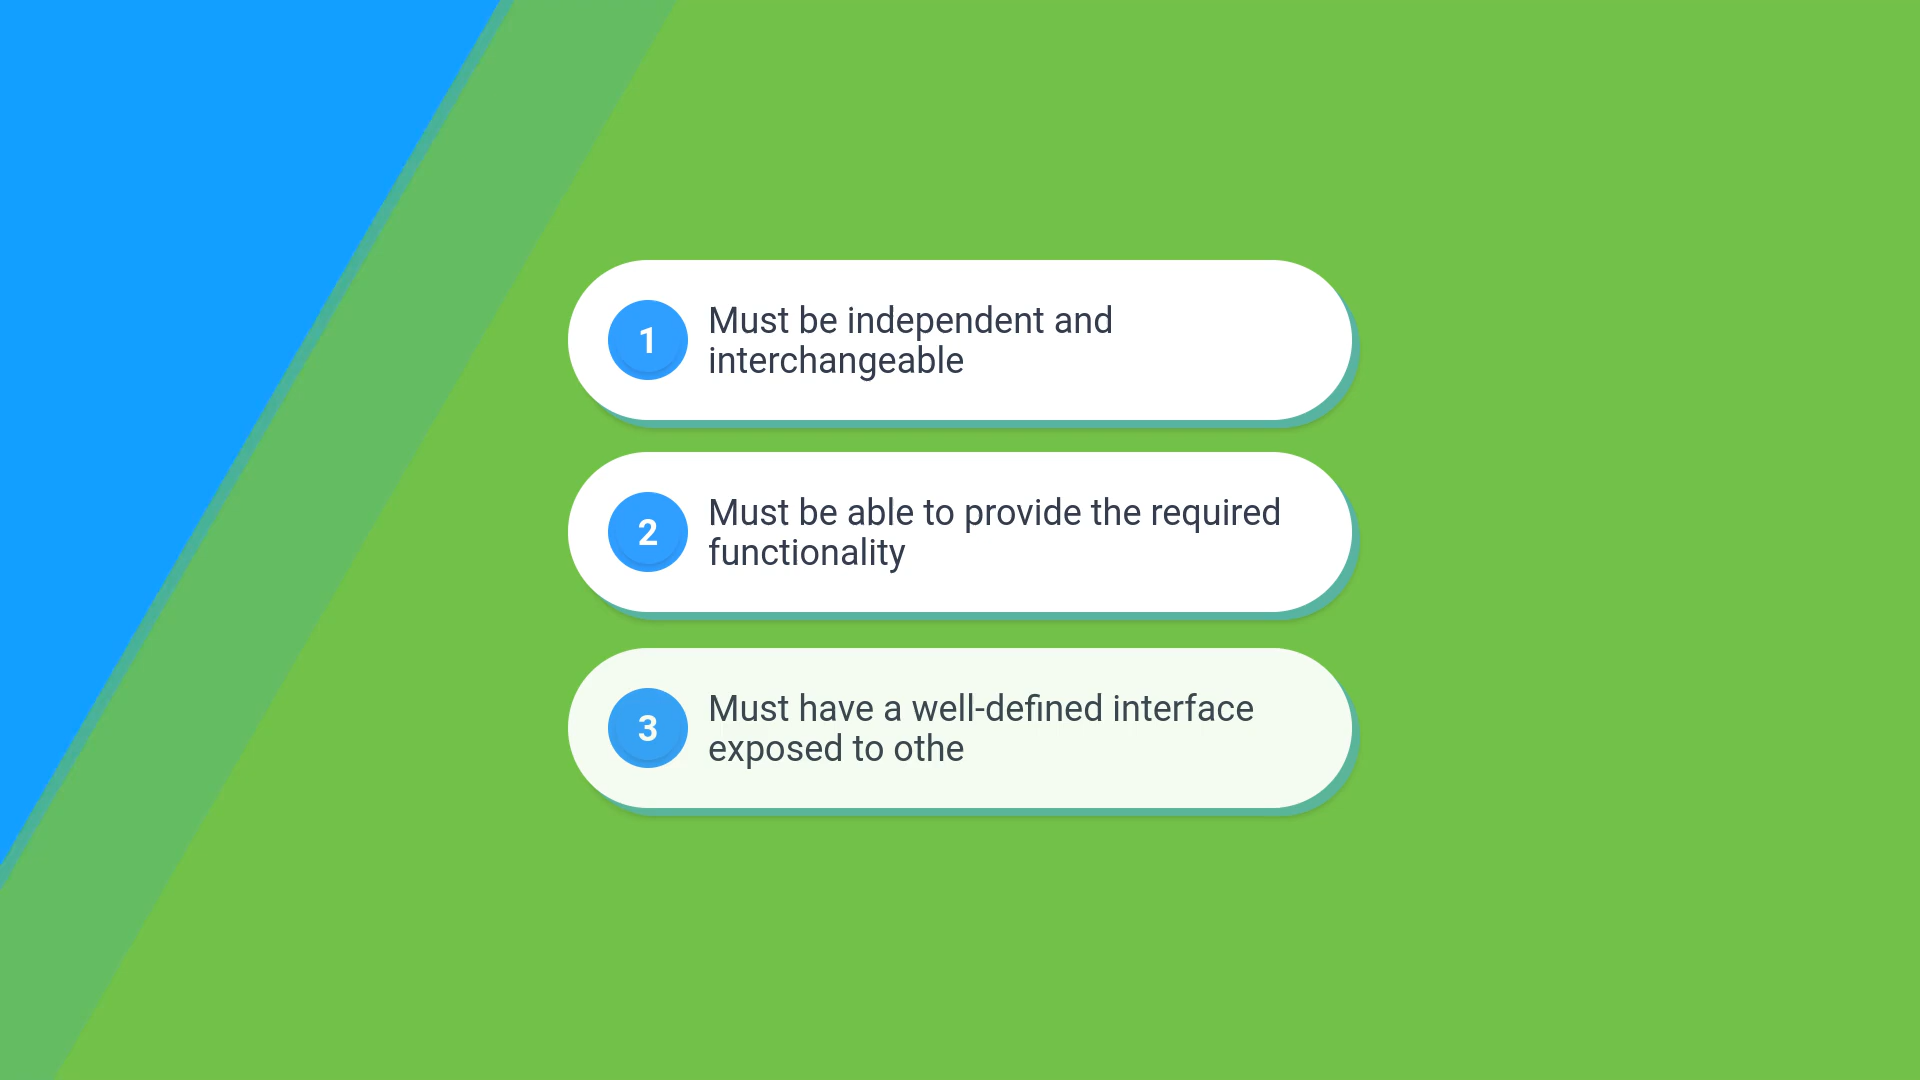 1
Must be independent and
interchangeable
2
Must be able to provide the required
functionality
3
Must have a well-defined interface
exposed to othe